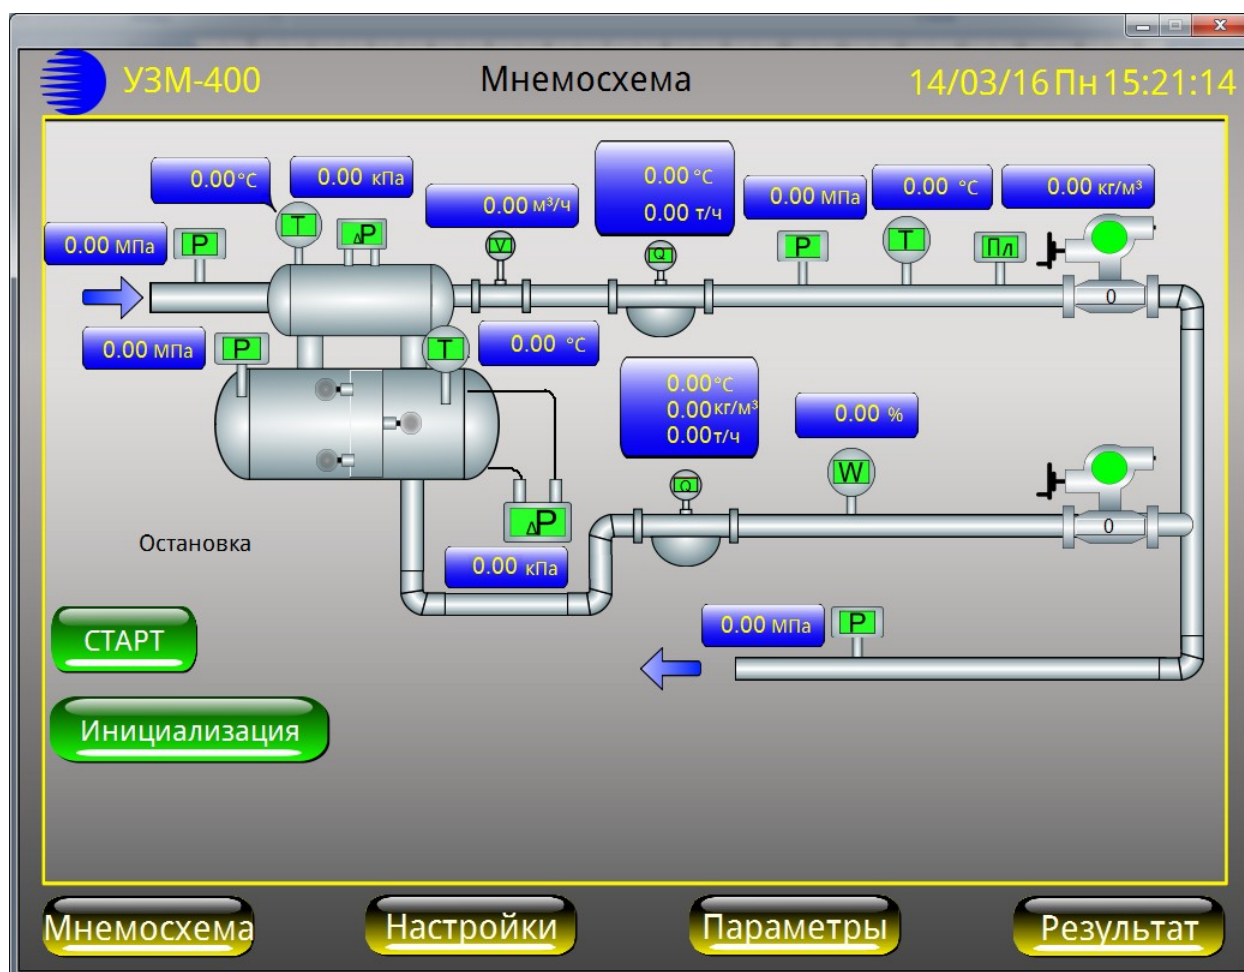 УЗМ-400
Мнемосхема
14/03/16 Пн 15:21:14
0.00 °C
0.00 кПа
0.00 м³/ч
0.00 °C
0.00 т/ч
0.00 МПа
0.00 °C
0.00 кг/м³
0.00 МПа
P
T
ΔP
V
Q
P
T
Пл
0
0.00 МПа
P
T
0.00 °C
0.00°C
0.00кг/м³
0.00т/ч
0.00 %
Q
W
ΔP
0
Остановка
0.00 кПа
СТАРТ
0.00 МПа
P
Инициализация
Мнемосхема
Настройки
Параметры
Результат